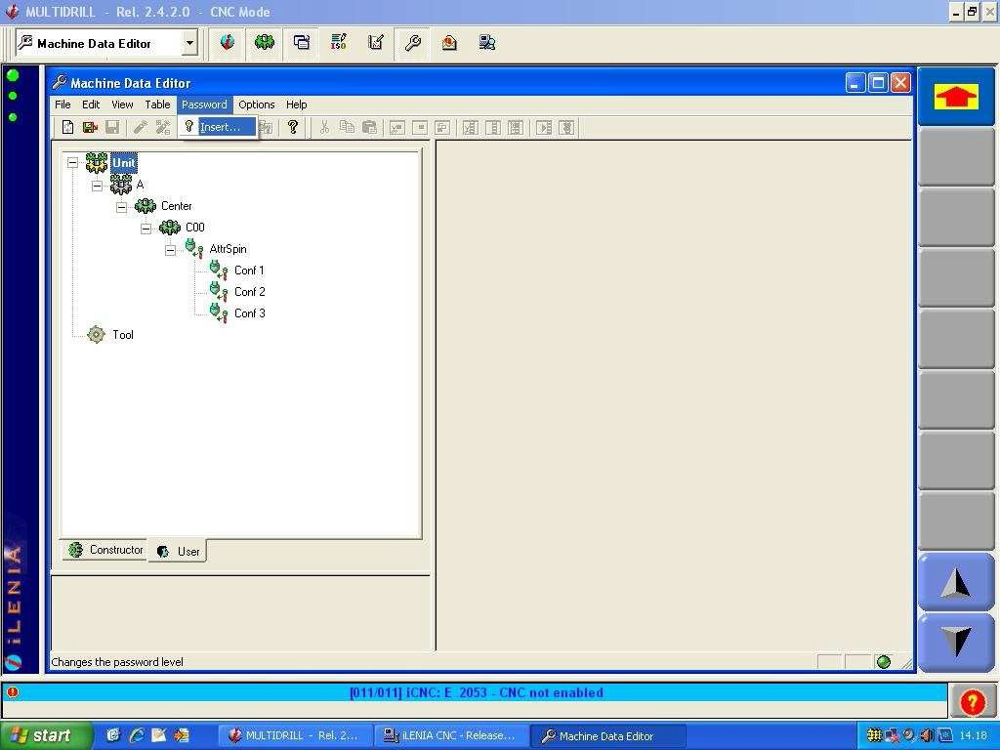 MULTIDRILL - Rel. 2.4.2.0 - CNC Mode
Machine Data Editor
ISO
Machine Data Editor
File Edit View Table Password Options Help
Insert...
Unit
A
Center
C00
AttrSpin
Conf 1
Conf 2
Conf 3
Tool
Constructor User
iLENIA
Changes the password level
[011/011] iCNC: E 2053 - CNC not enabled
start
MULTIDRILL - Rel. 2...
iLENIA CNC - Release...
Machine Data Editor
14.18